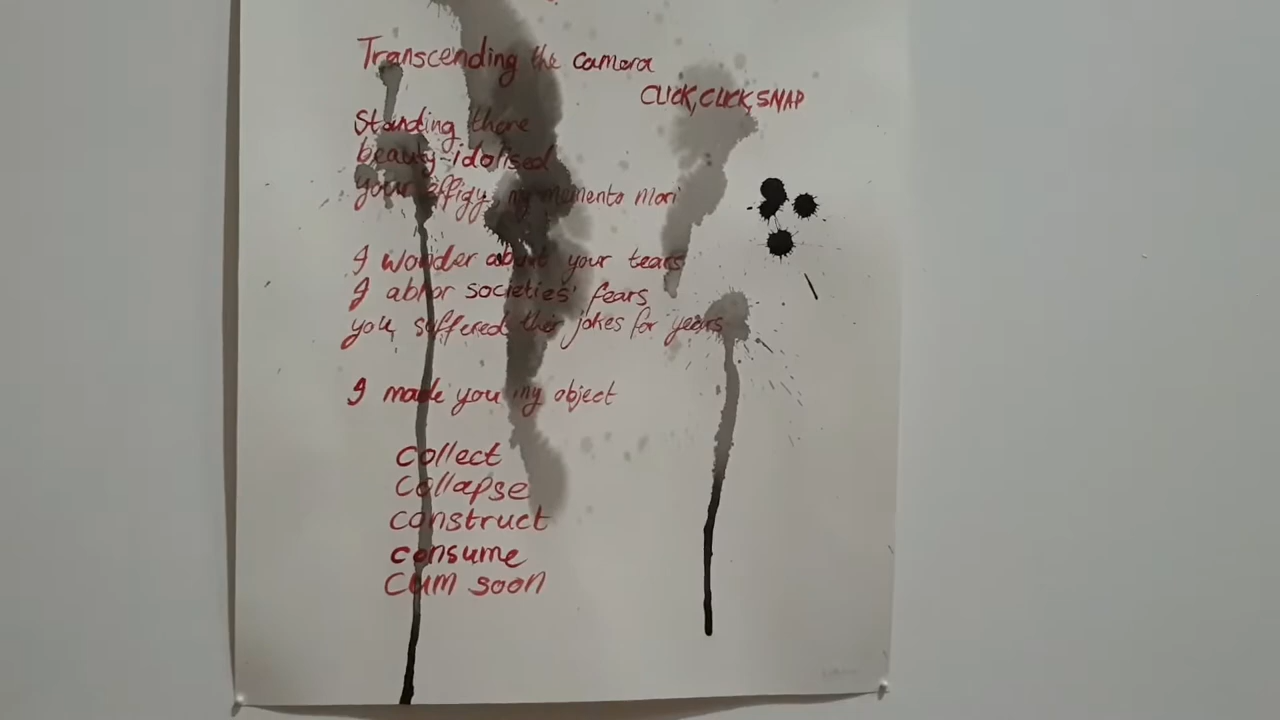 Transcending the camera
CLICK, CLICK, SNAP
Standing there
beauty-idolised
your effigy, my memento mori
I wonder about your tears
I abhor societies' fears
you, suffered their jokes for years
I made you my object
collect
collapse
construct
consume
CUM soon